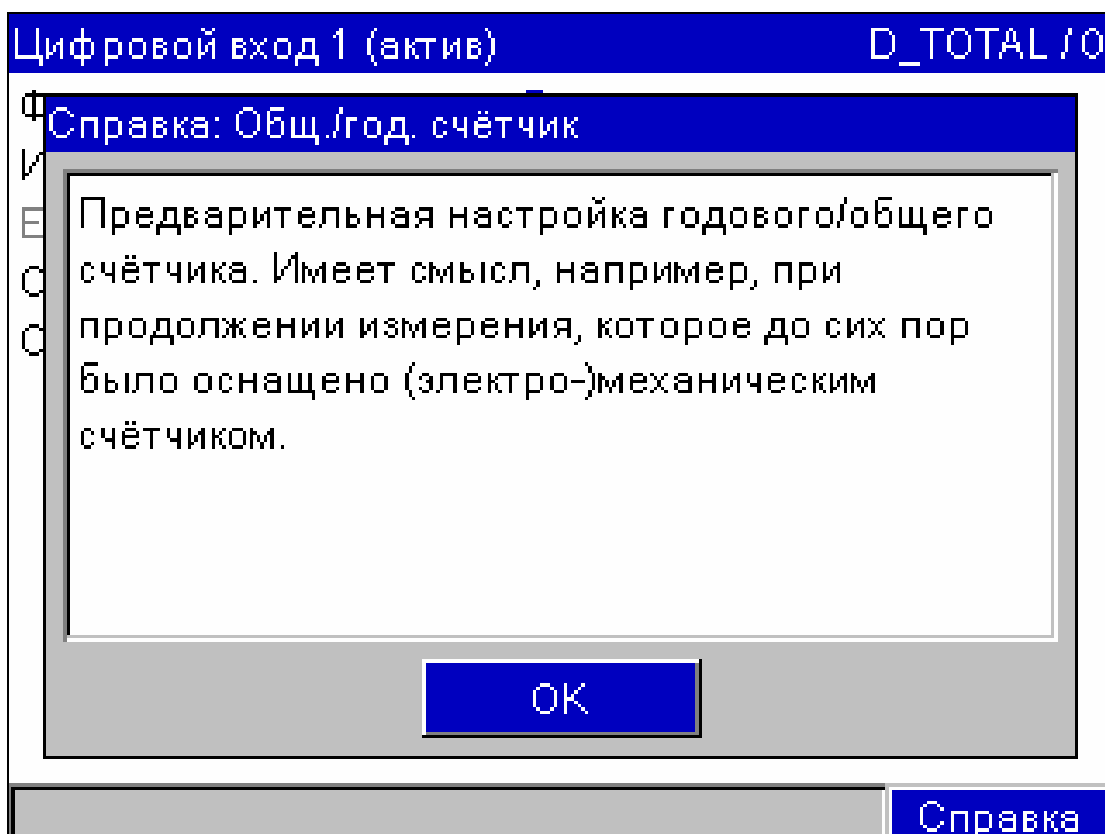 Цифровой вход 1 (актив) D_TOTAL / 0
Справка: Общ./год. счётчик
Предварительная настройка годового/общего
счётчика. Имеет смысл, например, при
продолжении измерения, которое до сих пор
было оснащено (электро-)механическим
счётчиком.
OK
Справка